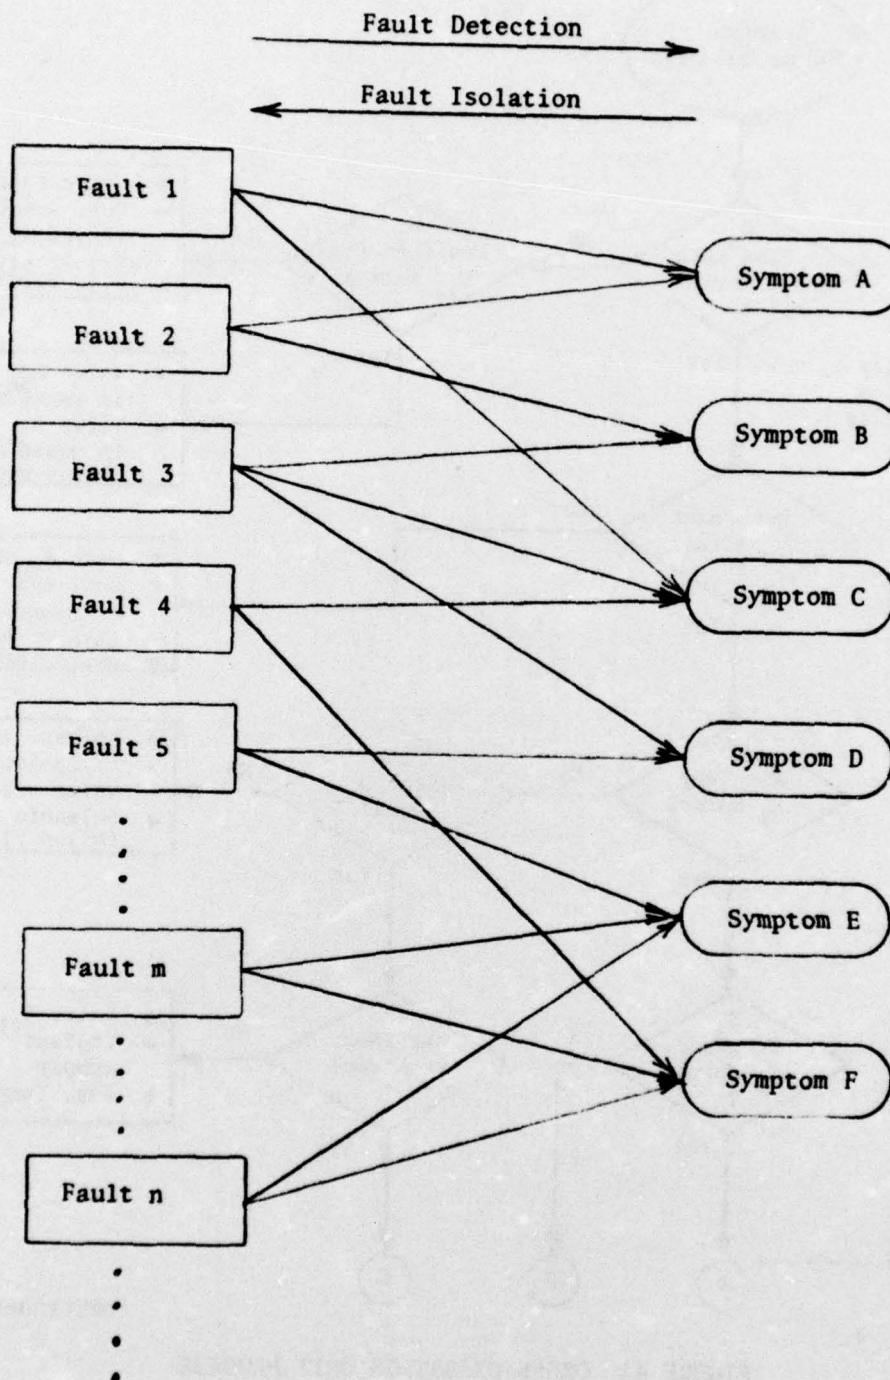 Fault Detection
Fault Isolation
Fault 1
Symptom A
Fault 2
Symptom B
Fault 3
Symptom C
Fault 4
Symptom D
Fault 5
Symptom E
Fault m
Symptom F
Fault n